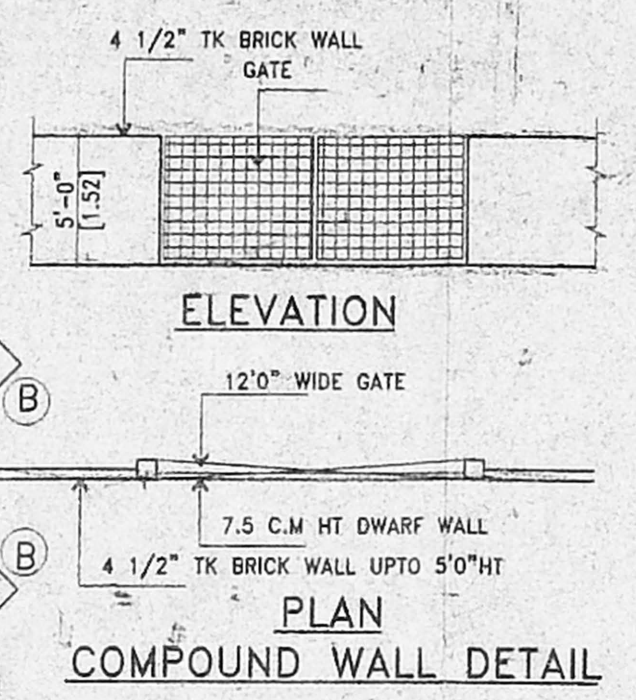 4 1/2" TK BRICK WALL
GATE
5'-0"
[1.52]
ELEVATION
B
12'0" WIDE GATE
7.5 C.M HT DWARF WALL
B
4 1/2" TK BRICK WALL UPTO 5'0"HT
PLAN
COMPOUND WALL DETAIL